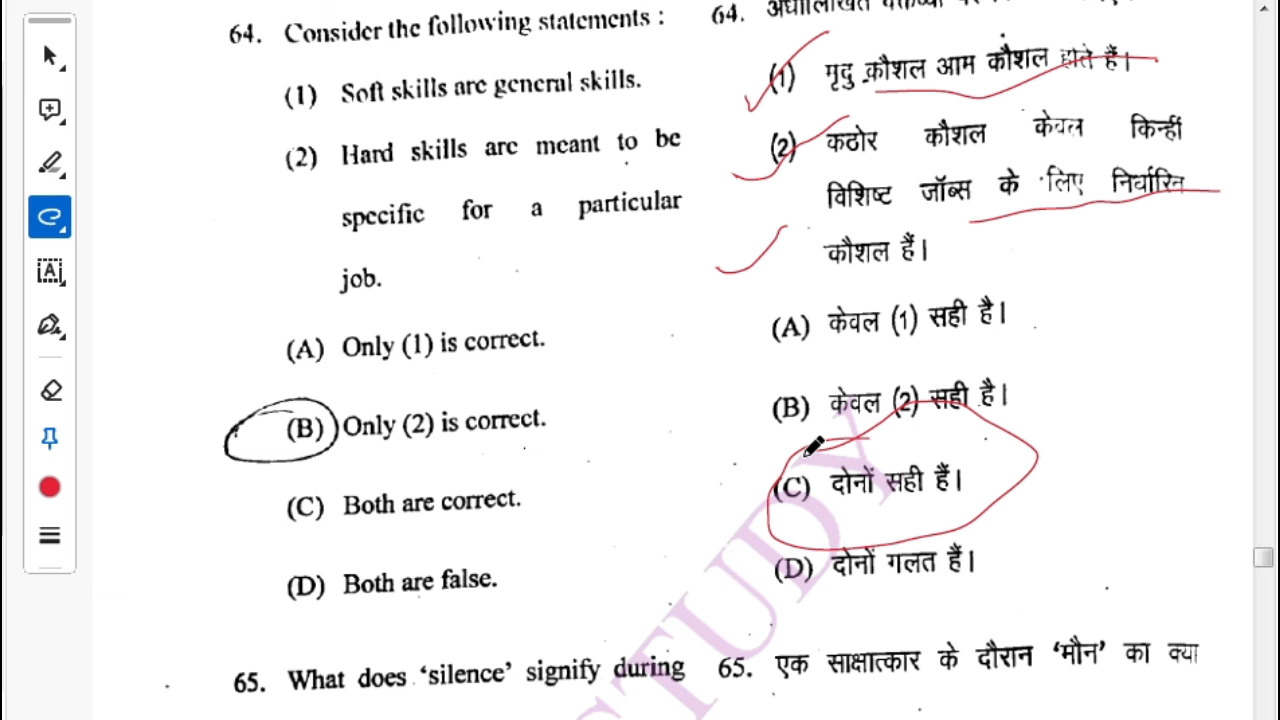 64. Consider the following statements :
(1) Soft skills are general skills.
(2) Hard skills are meant to be
specific for a particular
job.
(A) Only (1) is correct.
(B) Only (2) is correct.
(C) Both are correct.
(D) Both are false.
65. What does ‘silence’ signify during
64. अधोलिखित
(1) मृदु कौशल आम कौशल होते हैं।
(2) कठोर कौशल केवल किन्हीं
विशिष्ट जॉब्स के लिए निर्धारित
कौशल हैं।
(A) केवल (1) सही है।
(B) केवल (2) सही है।
(C) दोनों सही हैं।
(D) दोनों गलत हैं।
65. एक साक्षात्कार के दौरान ‘मौन’ का क्या
STUDY